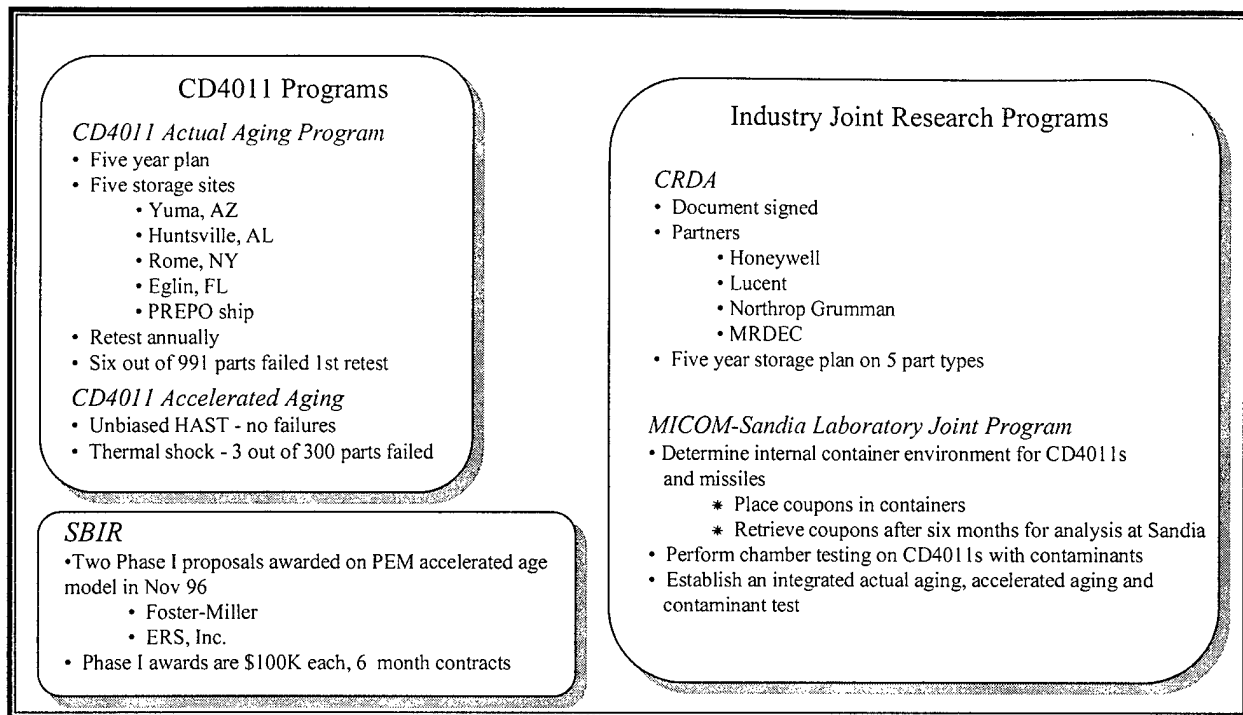 CD4011 Programs
CD4011 Actual Aging Program
• Five year plan
• Five storage sites
• Yuma, AZ
• Huntsville, AL
• Rome, NY
• Eglin, FL
• PREPO ship
• Retest annually
• Six out of 991 parts failed 1st retest
CD4011 Accelerated Aging
• Unbiased HAST - no failures
• Thermal shock - 3 out of 300 parts failed
SBIR
•Two Phase I proposals awarded on PEM accelerated age
model in Nov 96
• Foster-Miller
• ERS, Inc.
• Phase I awards are $100K each, 6 month contracts
Industry Joint Research Programs
CRDA
• Document signed
• Partners
• Honeywell
• Lucent
• Northrop Grumman
• MRDEC
• Five year storage plan on 5 part types
MICOM-Sandia Laboratory Joint Program
• Determine internal container environment for CD4011s
and missiles
* Place coupons in containers
* Retrieve coupons after six months for analysis at Sandia
• Perform chamber testing on CD4011s with contaminants
• Establish an integrated actual aging, accelerated aging and
contaminant test